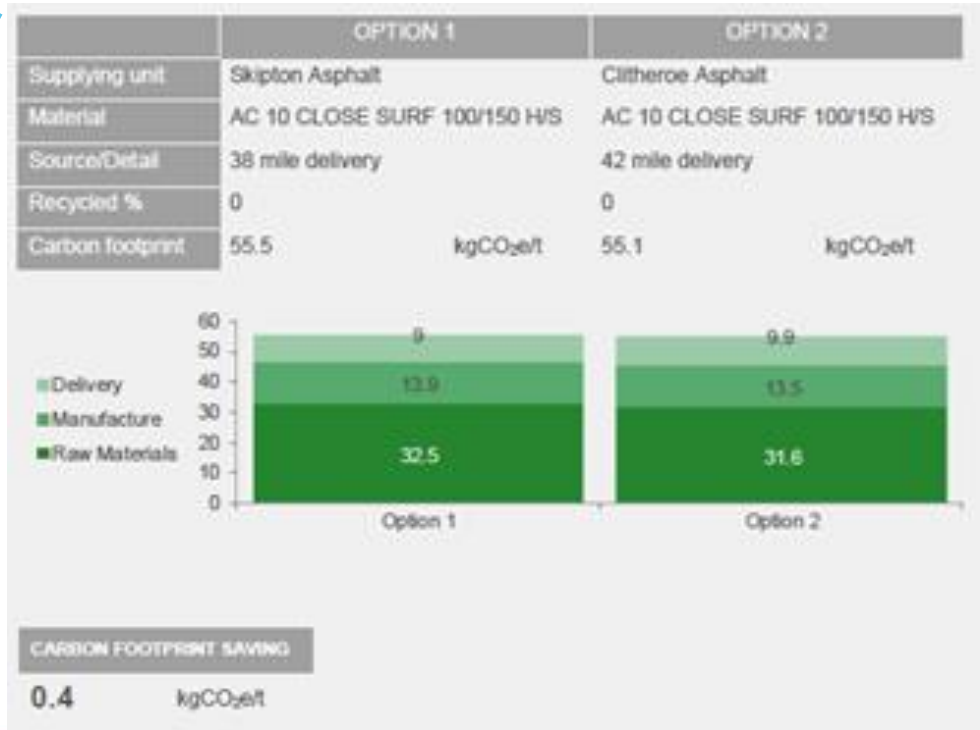 OPTION 1 OPTION 2
Supplying unit Skipton Asphalt Clitheroe Asphalt
Material AC 10 CLOSE SURF 100/150 H/S AC 10 CLOSE SURF 100/150 H/S
Source/Detail 38 mile delivery 42 mile delivery
Recycled % 0 0
Carbon footprint 55.5 kgCO₂e/t 55.1 kgCO₂e/t
60
50
40
30
20
10
0
Delivery
Manufacture
Raw Materials
9 9.9
13.9 13.5
32.5 31.6
Option 1 Option 2
CARBON FOOTPRINT SAVING
0.4 kgCO₂e/t